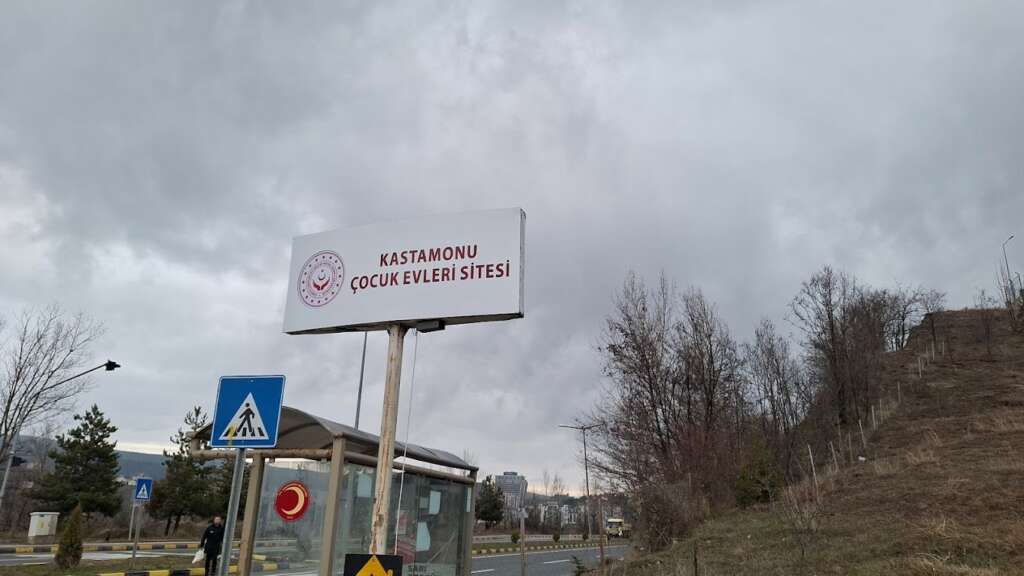 KASTAMONU
ÇOCUK EVLERİ SİTESİ